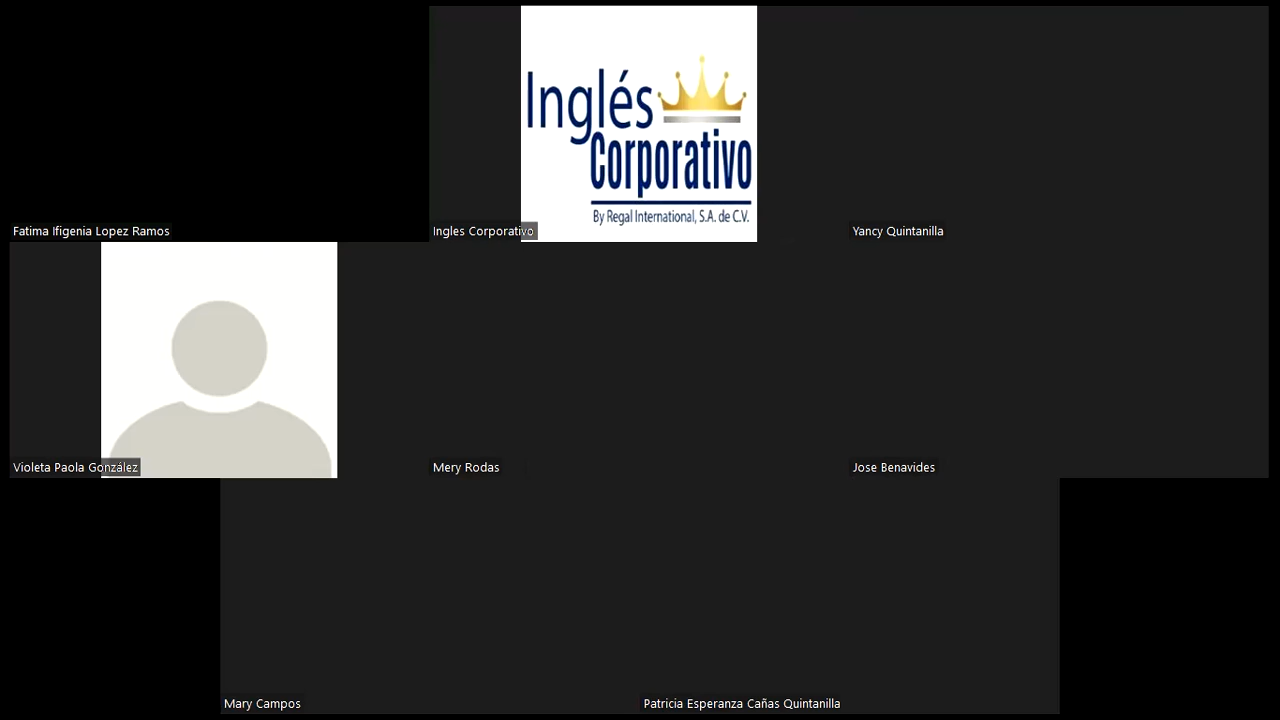 Inglés
Corporativo
By Regal International, S.A. de C.V.
Fatima Ifigenia Lopez Ramos
Ingles Corporativo
Yancy Quintanilla
Violeta Paola González
Mery Rodas
Jose Benavides
Mary Campos
Patricia Esperanza Cañas Quintanilla